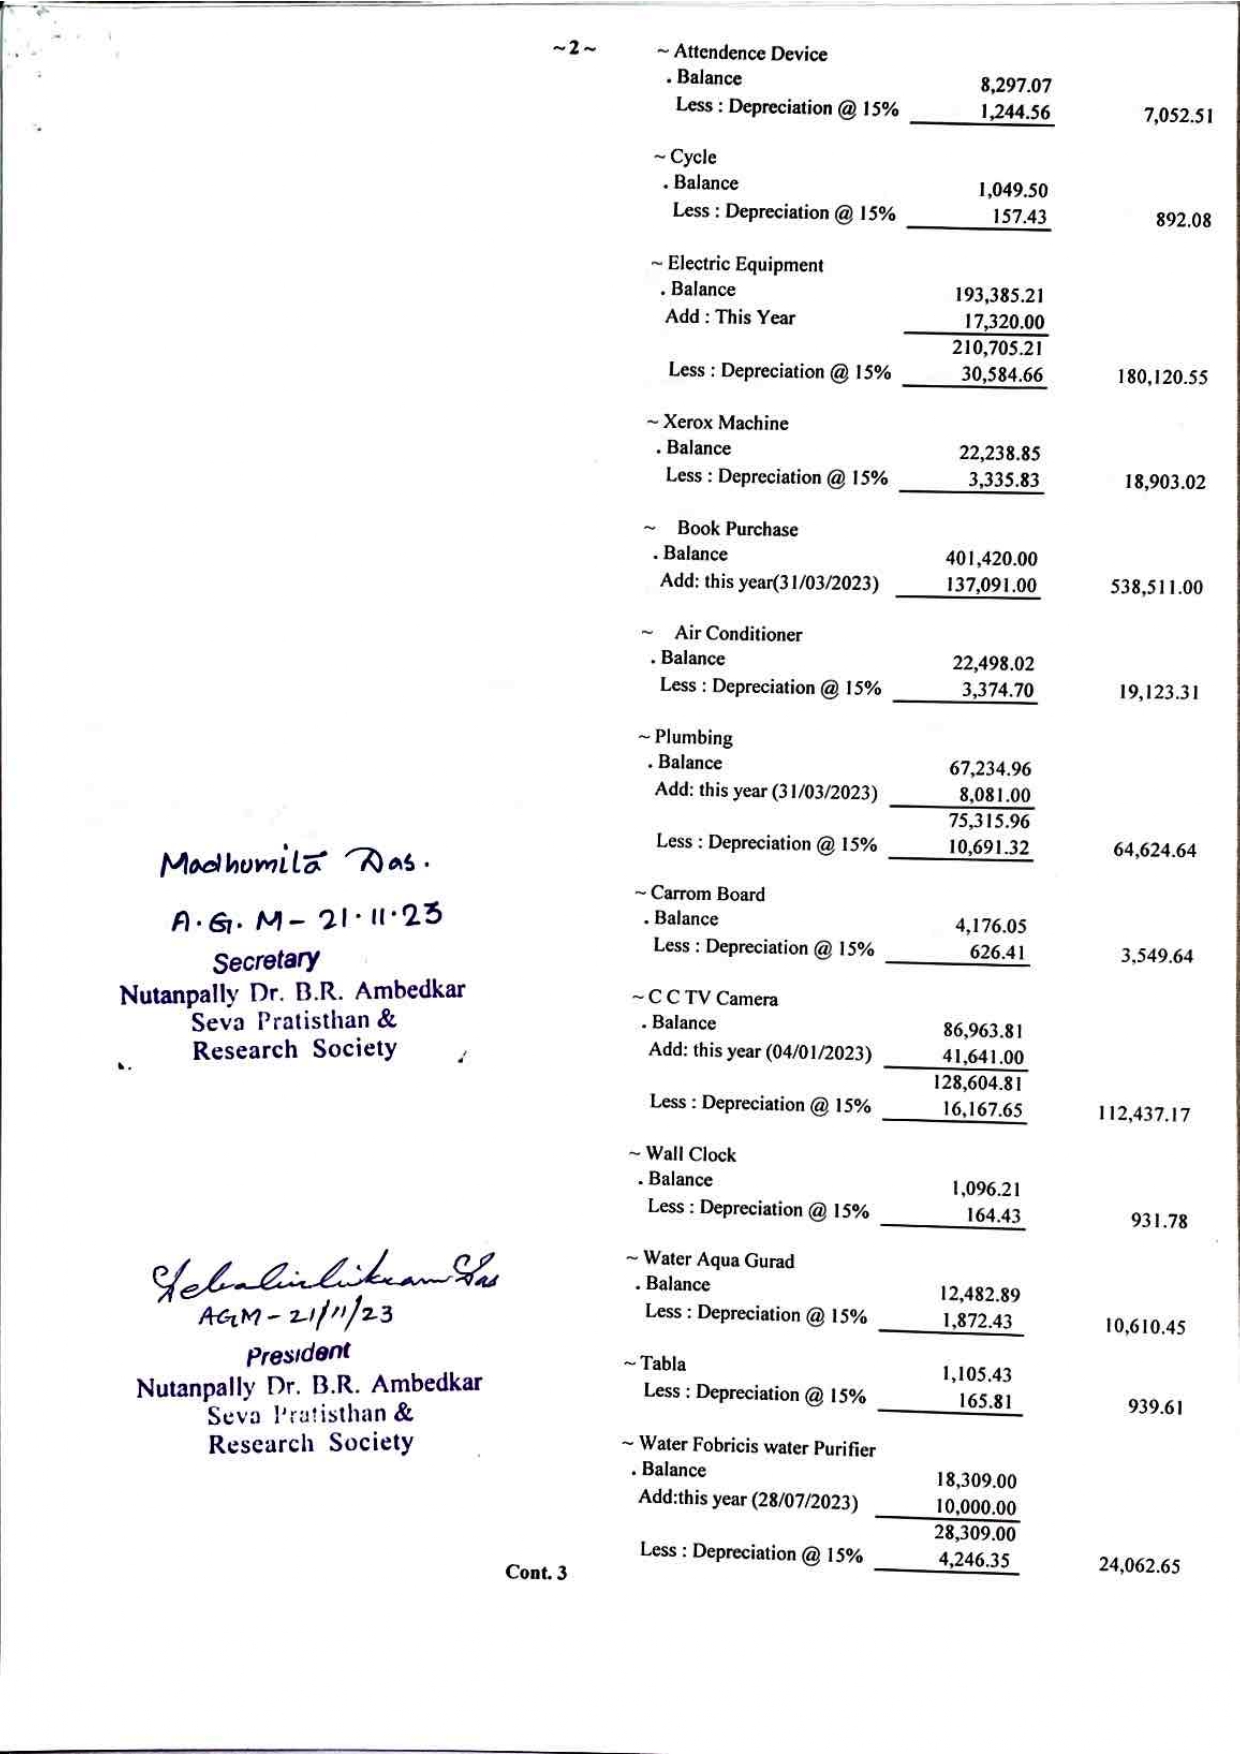 ~2~
~ Attendence Device
. Balance 8,297.07
Less : Depreciation @ 15% 1,244.56 7,052.51
~ Cycle
. Balance 1,049.50
Less : Depreciation @ 15% 157.43 892.08
~ Electric Equipment
. Balance 193,385.21
Add : This Year 17,320.00
210,705.21
Less : Depreciation @ 15% 30,584.66 180,120.55
~ Xerox Machine
. Balance 22,238.85
Less : Depreciation @ 15% 3,335.83 18,903.02
~ Book Purchase
. Balance 401,420.00
Add: this year(31/03/2023) 137,091.00 538,511.00
~ Air Conditioner
. Balance 22,498.02
Less : Depreciation @ 15% 3,374.70 19,123.31
~ Plumbing
. Balance 67,234.96
Add: this year (31/03/2023) 8,081.00
75,315.96
Less : Depreciation @ 15% 10,691.32 64,624.64
~ Carrom Board
. Balance 4,176.05
Less : Depreciation @ 15% 626.41 3,549.64
~ C C TV Camera
. Balance 86,963.81
Add: this year (04/01/2023) 41,641.00
128,604.81
Less : Depreciation @ 15% 16,167.65 112,437.17
~ Wall Clock
. Balance 1,096.21
Less : Depreciation @ 15% 164.43 931.78
~ Water Aqua Gurad
. Balance 12,482.89
Less : Depreciation @ 15% 1,872.43 10,610.45
~ Tabla 1,105.43
Less : Depreciation @ 15% 165.81 939.61
~ Water Fobricis water Purifier
. Balance 18,309.00
Add:this year (28/07/2023) 10,000.00
28,309.00
Less : Depreciation @ 15% 4,246.35 24,062.65
Madhumita Das.
A.G.M - 21.11.23
Secretary
Nutanpally Dr. B.R. Ambedkar
Seva Pratisthan &
Research Society
Das
AGM - 21/11/23
President
Nutanpally Dr. B.R. Ambedkar
Seva Pratisthan &
Research Society
Cont. 3